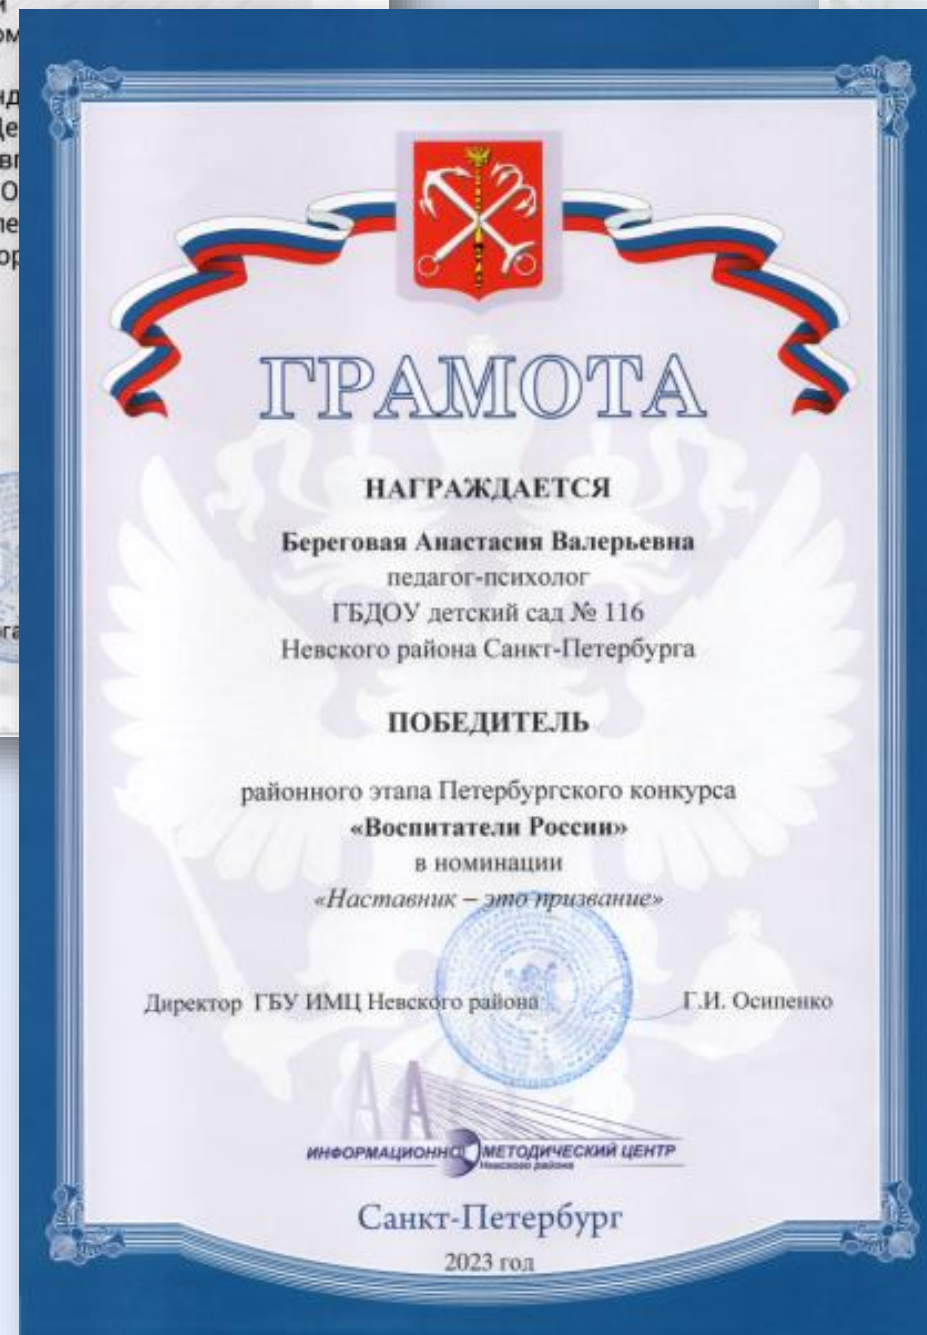 ГРАМОТА
НАГРАЖДАЕТСЯ
Береговая Анастасия Валерьевна
педагог-психолог
ГБДОУ детский сад № 116
Невского района Санкт-Петербурга
ПОБЕДИТЕЛЬ
районного этапа Петербургского конкурса
«Воспитатели России»
в номинации
«Наставник – это призвание»
Директор ГБУ ИМЦ Невского района Г.И. Осипенко
ИНФОРМАЦИОННО МЕТОДИЧЕСКИЙ ЦЕНТР
Невского района
Санкт-Петербург
2023 год